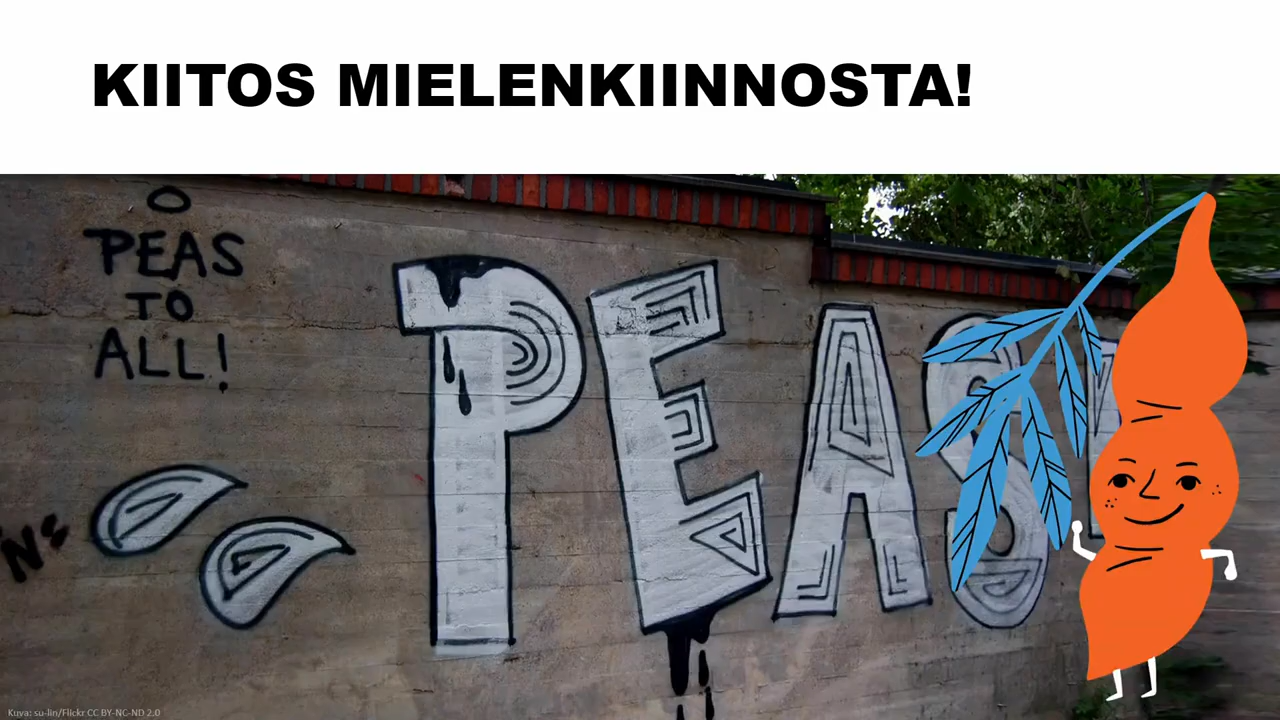 KIITOS MIELENKIINNOSTA!
PEAS
TO
ALL!
PEAS
Kuva: su-lin/Flickr CC BY-NC-ND 2.0